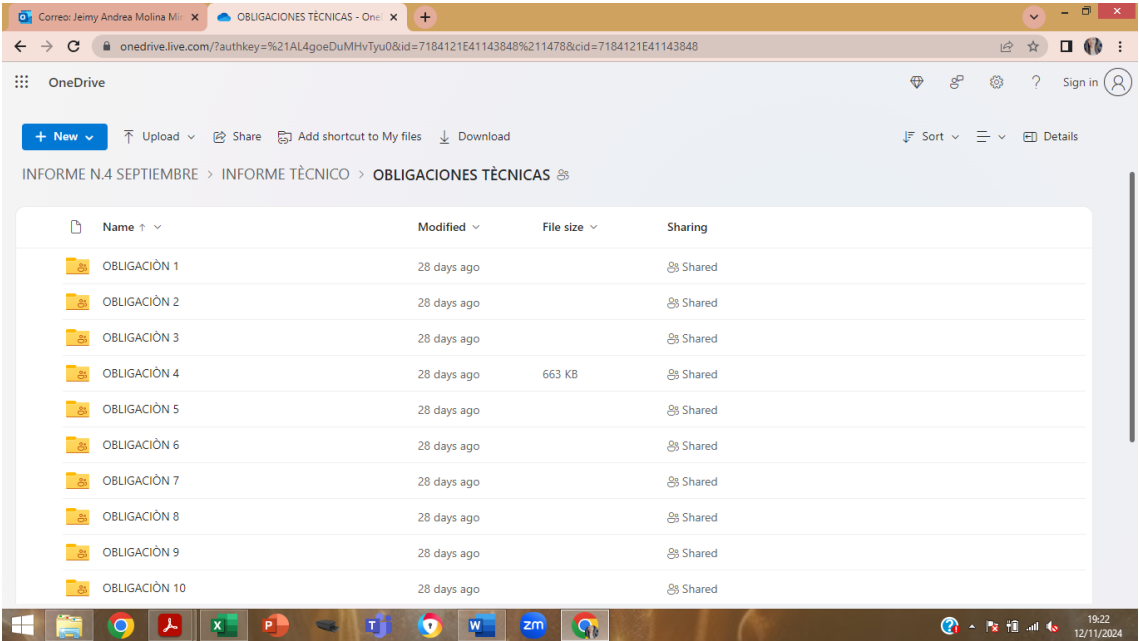 Correo: Jeimy Andrea Molina Mir
OBLIGACIONES TÈCNICAS - One
onedrive.live.com/?authkey=%21AL4goeDuMHvTyu0&id=7184121E41143848%211478&cid=7184121E41143848
OneDrive
Sign in
New Upload Share Add shortcut to My files Download Sort Details
INFORME N.4 SEPTIEMBRE > INFORME TÈCNICO > OBLIGACIONES TÈCNICAS
Name Modified File size Sharing
OBLIGACIÒN 1 28 days ago Shared
OBLIGACIÒN 2 28 days ago Shared
OBLIGACIÒN 3 28 days ago Shared
OBLIGACIÒN 4 28 days ago 663 KB Shared
OBLIGACIÒN 5 28 days ago Shared
OBLIGACIÒN 6 28 days ago Shared
OBLIGACIÒN 7 28 days ago Shared
OBLIGACIÒN 8 28 days ago Shared
OBLIGACIÒN 9 28 days ago Shared
OBLIGACIÒN 10 28 days ago Shared
zm
19:22
12/11/2024